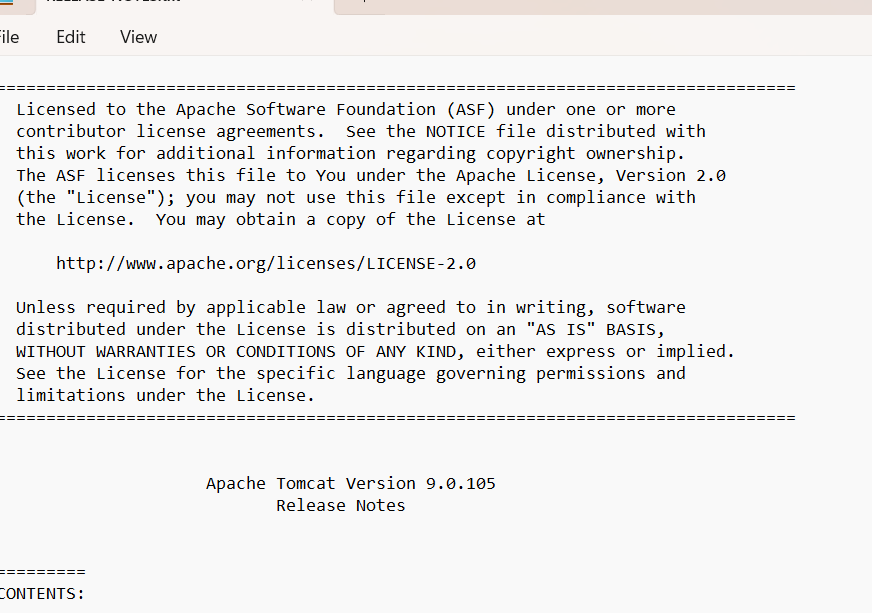 File Edit View
================================================================================
Licensed to the Apache Software Foundation (ASF) under one or more
contributor license agreements.  See the NOTICE file distributed with
this work for additional information regarding copyright ownership.
The ASF licenses this file to You under the Apache License, Version 2.0
(the "License"); you may not use this file except in compliance with
the License.  You may obtain a copy of the License at
http://www.apache.org/licenses/LICENSE-2.0
Unless required by applicable law or agreed to in writing, software
distributed under the License is distributed on an "AS IS" BASIS,
WITHOUT WARRANTIES OR CONDITIONS OF ANY KIND, either express or implied.
See the License for the specific language governing permissions and
limitations under the License.
================================================================================
Apache Tomcat Version 9.0.105
Release Notes
=========
CONTENTS: